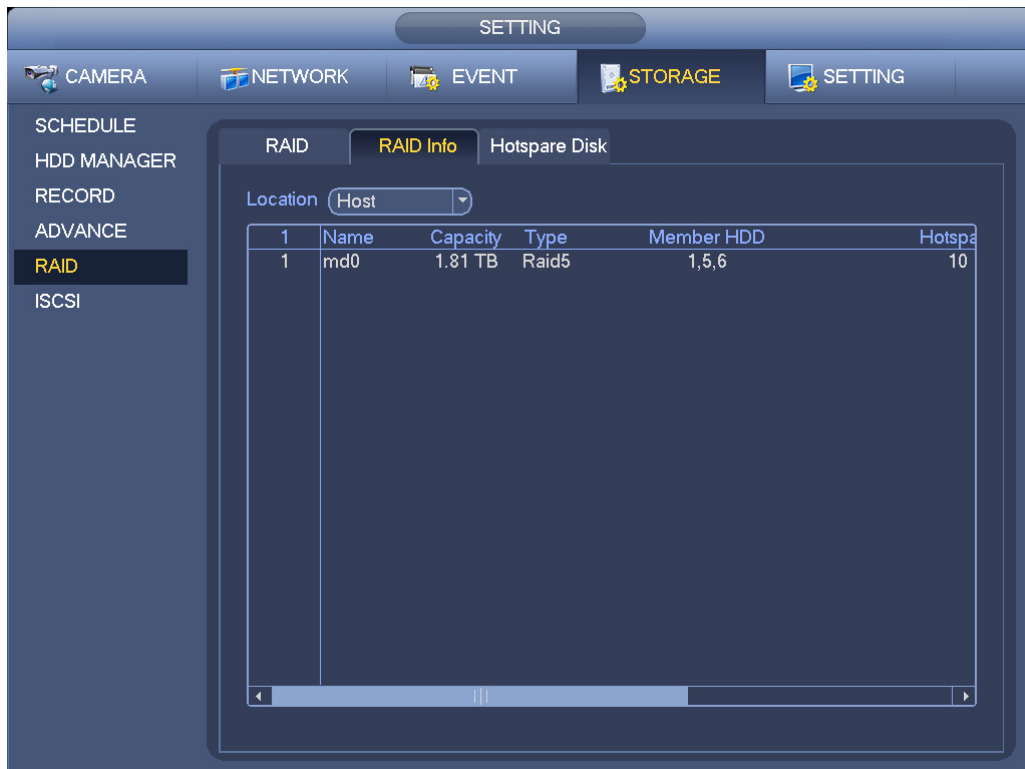 SETTING
CAMERA NETWORK EVENT STORAGE SETTING
SCHEDULE
HDD MANAGER
RECORD
ADVANCE
RAID
ISCSI
RAID RAID Info Hotspare Disk
Location Host
1 Name Capacity Type Member HDD Hotspa
1 md0 1.81 TB Raid5 1,5,6 10